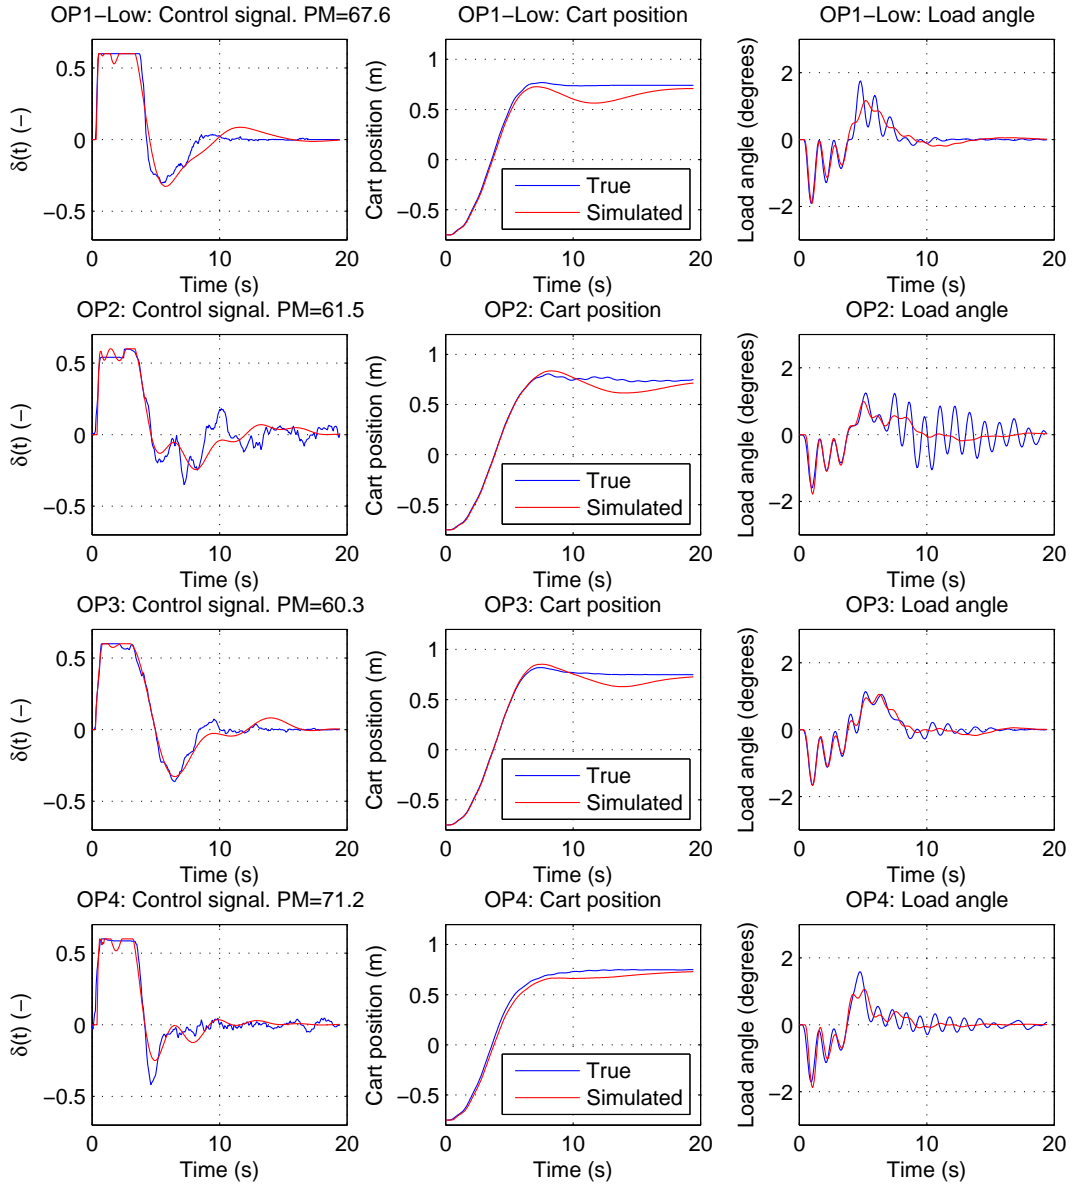 OP1−Low: Control signal. PM=67.6
0.5
0
−0.5
δ(t) (−)
0
10
20
Time (s)
OP1−Low: Cart position
1
0.5
0
−0.5
Cart position (m)
True
Simulated
0
10
20
Time (s)
OP1−Low: Load angle
2
0
−2
Load angle (degrees)
0
10
20
Time (s)
OP2: Control signal. PM=61.5
0.5
0
−0.5
δ(t) (−)
0
10
20
Time (s)
OP2: Cart position
1
0.5
0
−0.5
Cart position (m)
True
Simulated
0
10
20
Time (s)
OP2: Load angle
2
0
−2
Load angle (degrees)
0
10
20
Time (s)
OP3: Control signal. PM=60.3
0.5
0
−0.5
δ(t) (−)
0
10
20
Time (s)
OP3: Cart position
1
0.5
0
−0.5
Cart position (m)
True
Simulated
0
10
20
Time (s)
OP3: Load angle
2
0
−2
Load angle (degrees)
0
10
20
Time (s)
OP4: Control signal. PM=71.2
0.5
0
−0.5
δ(t) (−)
0
10
20
Time (s)
OP4: Cart position
1
0.5
0
−0.5
Cart position (m)
True
Simulated
0
10
20
Time (s)
OP4: Load angle
2
0
−2
Load angle (degrees)
0
10
20
Time (s)